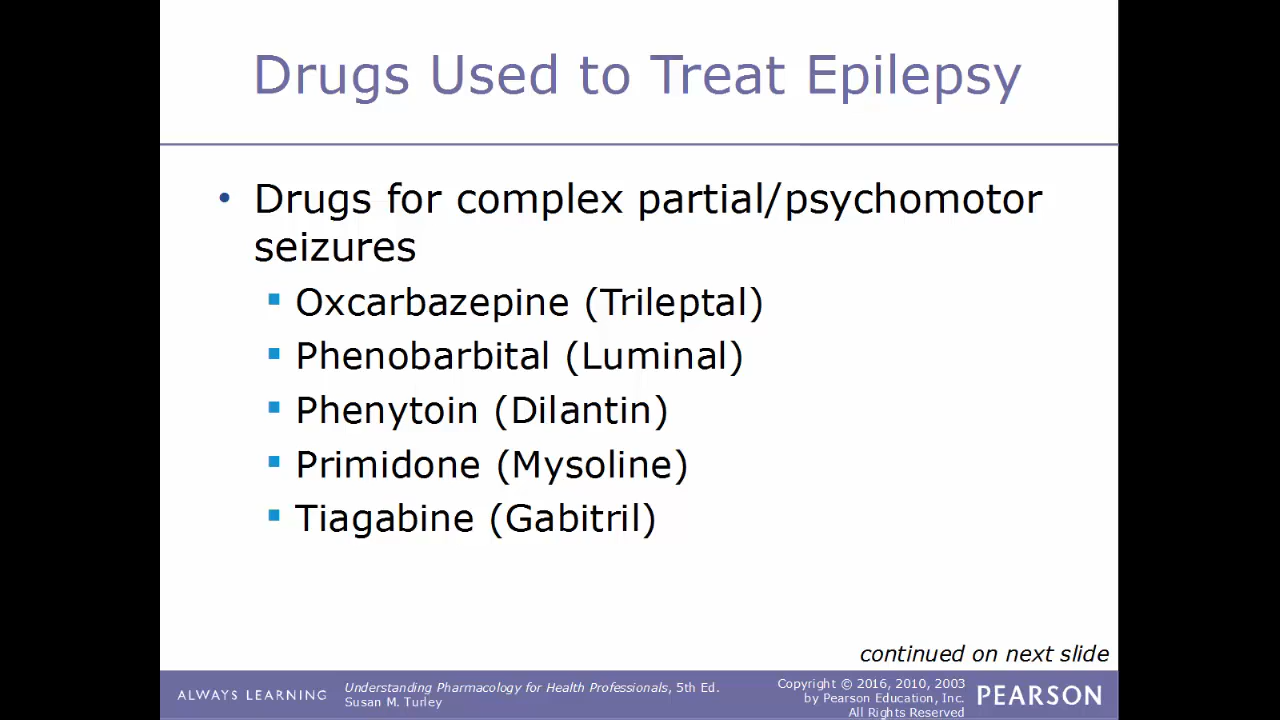 Drugs Used to Treat Epilepsy
• Drugs for complex partial/psychomotor
seizures
▪ Oxcarbazepine (Trileptal)
▪ Phenobarbital (Luminal)
▪ Phenytoin (Dilantin)
▪ Primidone (Mysoline)
▪ Tiagabine (Gabitril)
continued on next slide
ALWAYS LEARNING
Understanding Pharmacology for Health Professionals, 5th Ed.
Susan M. Turley
Copyright © 2016, 2010, 2003
by Pearson Education, Inc.
All Rights Reserved
PEARSON